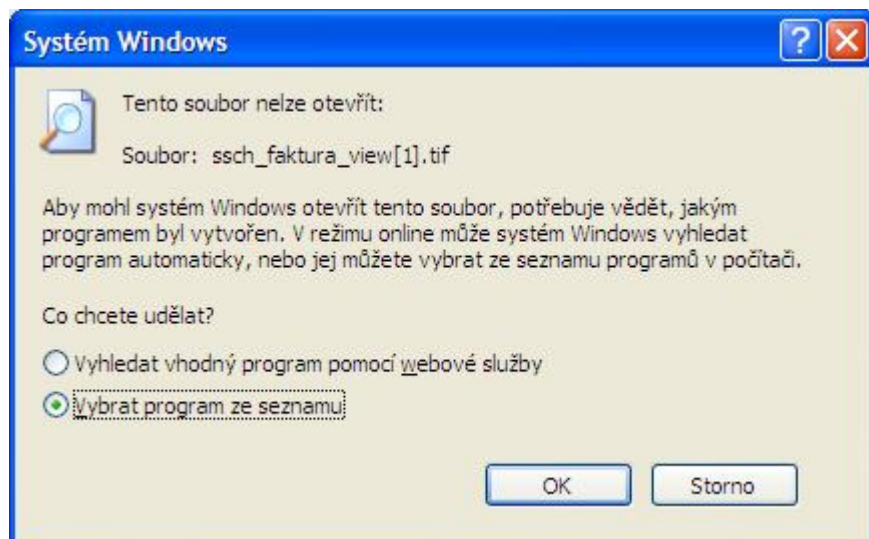 Systém Windows
Tento soubor nelze otevřít:
Soubor: ssch_faktura_view[1].tif
Aby mohl systém Windows otevřít tento soubor, potřebuje vědět, jakým
programem byl vytvořen. V režimu online může systém Windows vyhledat
program automaticky, nebo jej můžete vybrat ze seznamu programů v počítači.
Co chcete udělat?
Vyhledat vhodný program pomocí webové služby
Vybrat program ze seznamu
OK Storno